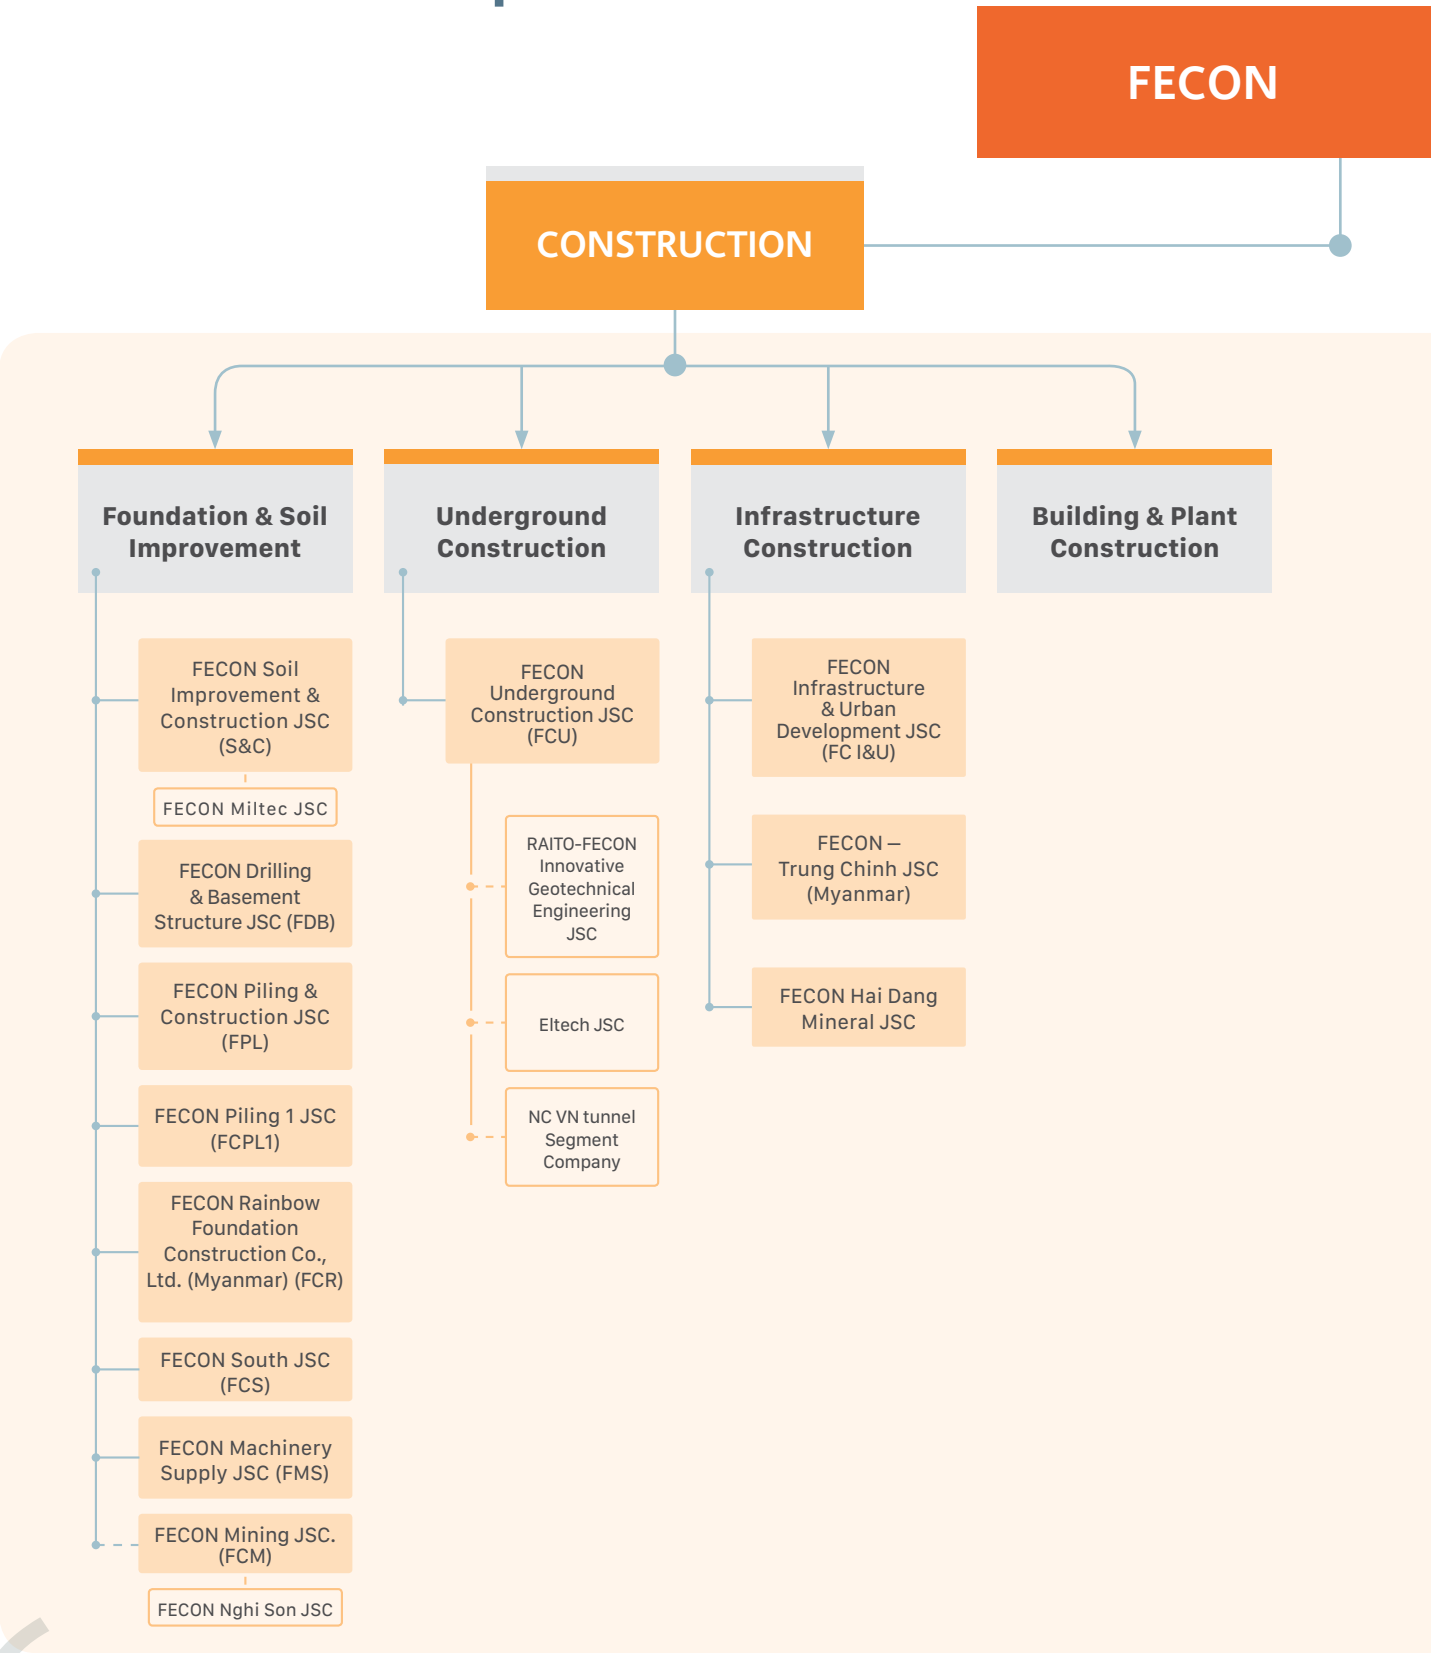 FECON
CONSTRUCTION
Foundation & Soil
Improvement
FECON Soil
Improvement &
Construction JSC
(S&C)
FECON Miltec JSC
FECON Drilling
& Basement
Structure JSC (FDB)
FECON Piling &
Construction JSC
(FPL)
FECON Piling 1 JSC
(FCPL1)
FECON Rainbow
Foundation
Construction Co.,
Ltd. (Myanmar) (FCR)
FECON South JSC
(FCS)
FECON Machinery
Supply JSC (FMS)
FECON Mining JSC.
(FCM)
FECON Nghi Son JSC
Underground
Construction
FECON
Underground
Construction JSC
(FCU)
RAITO-FECON
Innovative
Geotechnical
Engineering
JSC
Eltech JSC
NC VN tunnel
Segment
Company
Infrastructure
Construction
FECON
Infrastructure
& Urban
Development JSC
(FC I&U)
FECON –
Trung Chinh JSC
(Myanmar)
FECON Hai Dang
Mineral JSC
Building & Plant
Construction